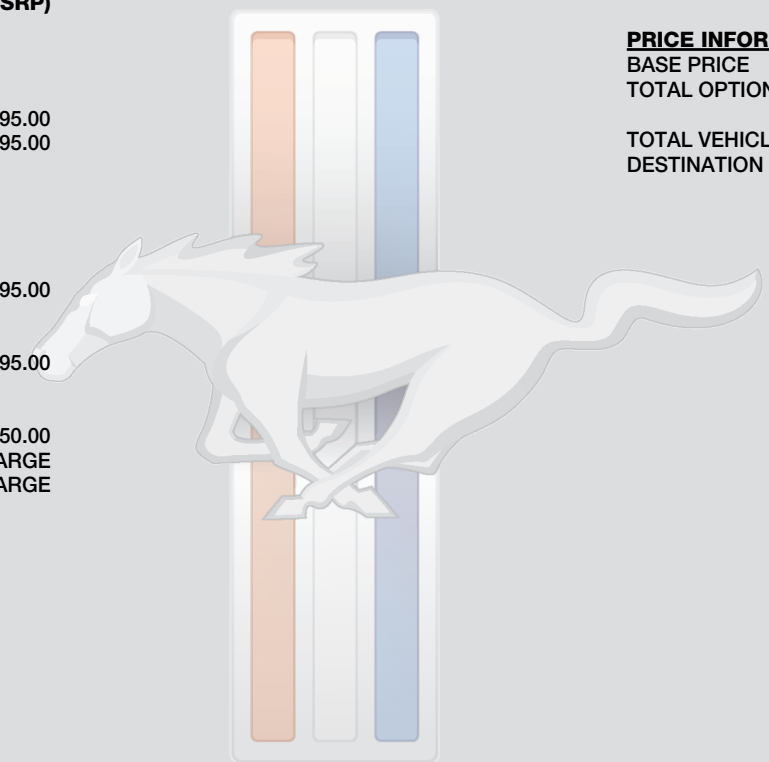 SRP)
95.00
95.00
95.00
95.00
50.00
ARGE
ARGE
PRICE INFOR
BASE PRICE
TOTAL OPTION
TOTAL VEHICL
DESTINATION